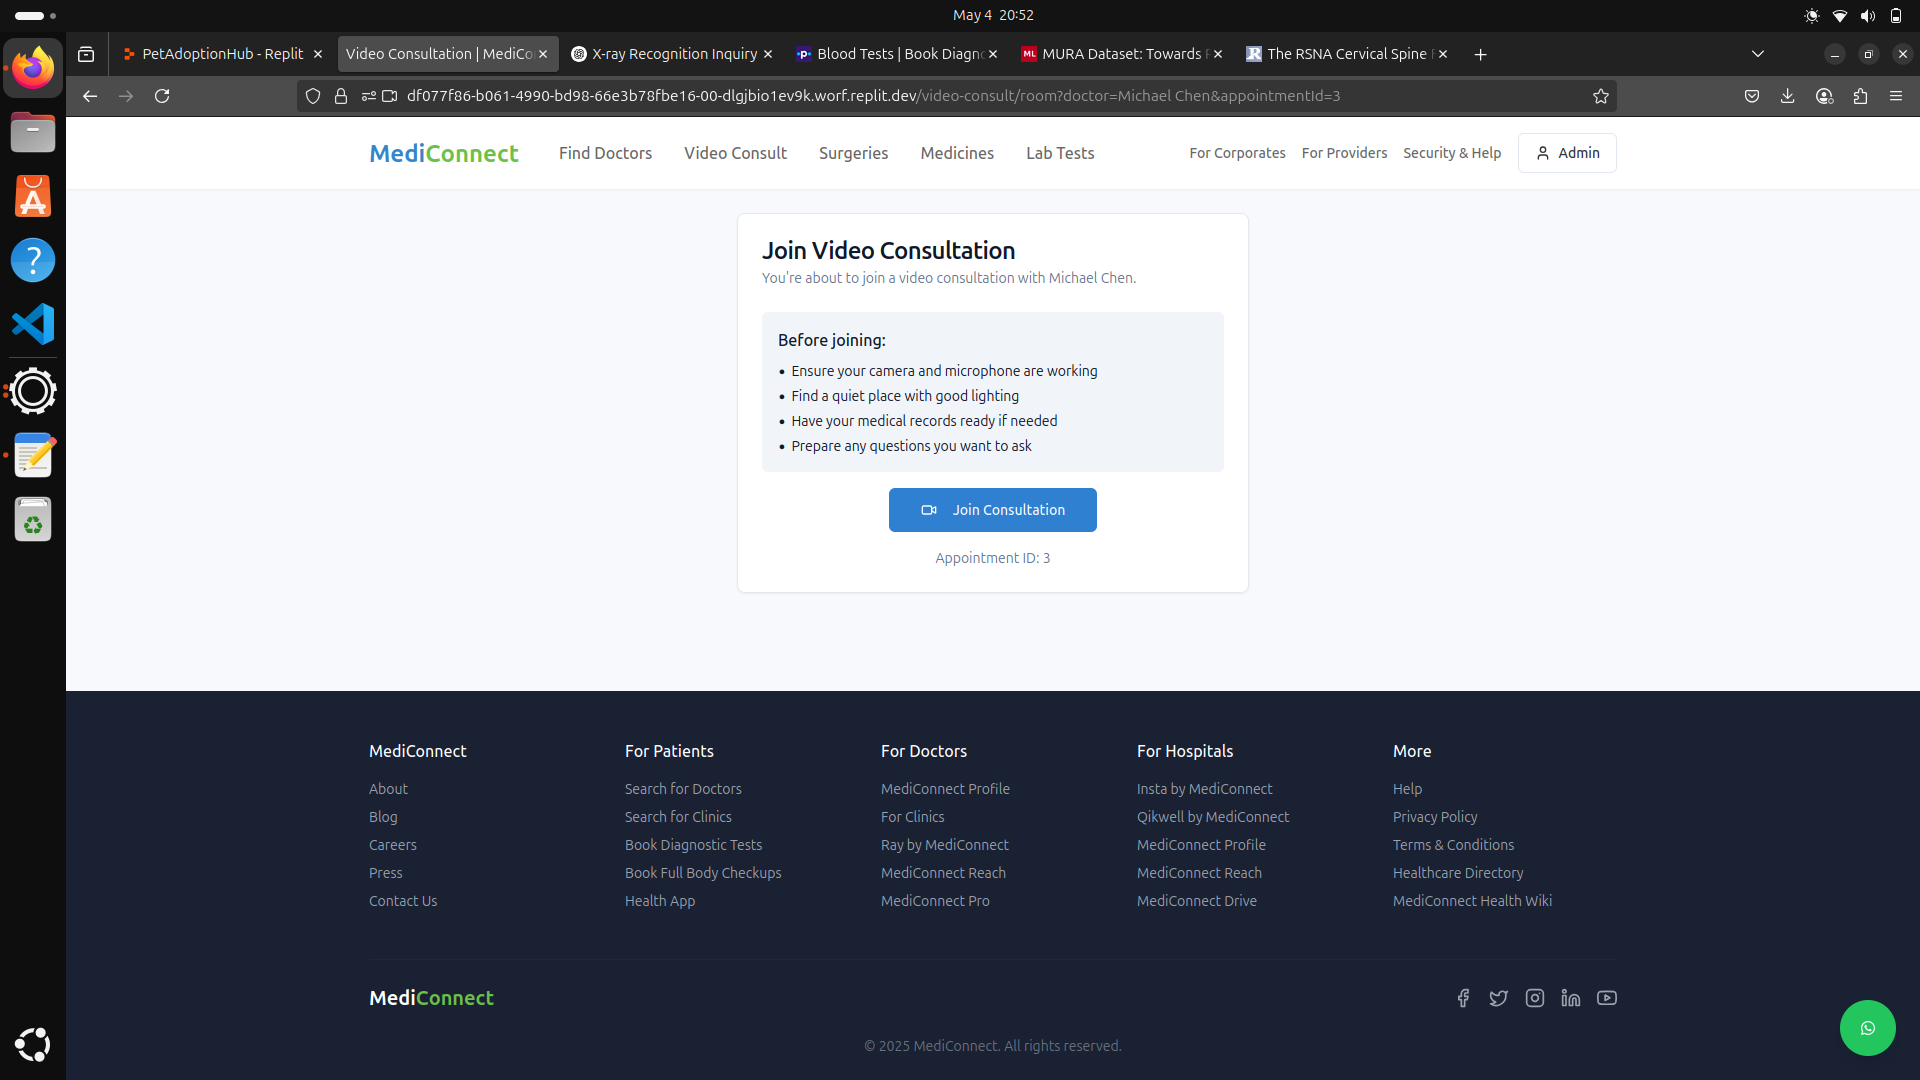 May 4 20:52
PetAdoptionHub - Replit
Video Consultation | MediCo
X-ray Recognition Inquiry
Blood Tests | Book Diagn
MURA Dataset: Towards
The RSNA Cervical Spine
df077f86-b061-4990-bd98-66e3b78fbe16-00-dlgjbio1ev9k.worf.replit.dev/video-consult/room?doctor=Michael Chen&appointmentId=3
MediConnect
Find Doctors
Video Consult
Surgeries
Medicines
Lab Tests
For Corporates
For Providers
Security & Help
Admin
Join Video Consultation
You're about to join a video consultation with Michael Chen.
Before joining:
• Ensure your camera and microphone are working
• Find a quiet place with good lighting
• Have your medical records ready if needed
• Prepare any questions you want to ask
Join Consultation
Appointment ID: 3
MediConnect
About
Blog
Careers
Press
Contact Us
For Patients
Search for Doctors
Search for Clinics
Book Diagnostic Tests
Book Full Body Checkups
Health App
For Doctors
MediConnect Profile
For Clinics
Ray by MediConnect
MediConnect Reach
MediConnect Pro
For Hospitals
Insta by MediConnect
Qikwell by MediConnect
MediConnect Profile
MediConnect Reach
MediConnect Drive
More
Help
Privacy Policy
Terms & Conditions
Healthcare Directory
MediConnect Health Wiki
MediConnect
© 2025 MediConnect. All rights reserved.